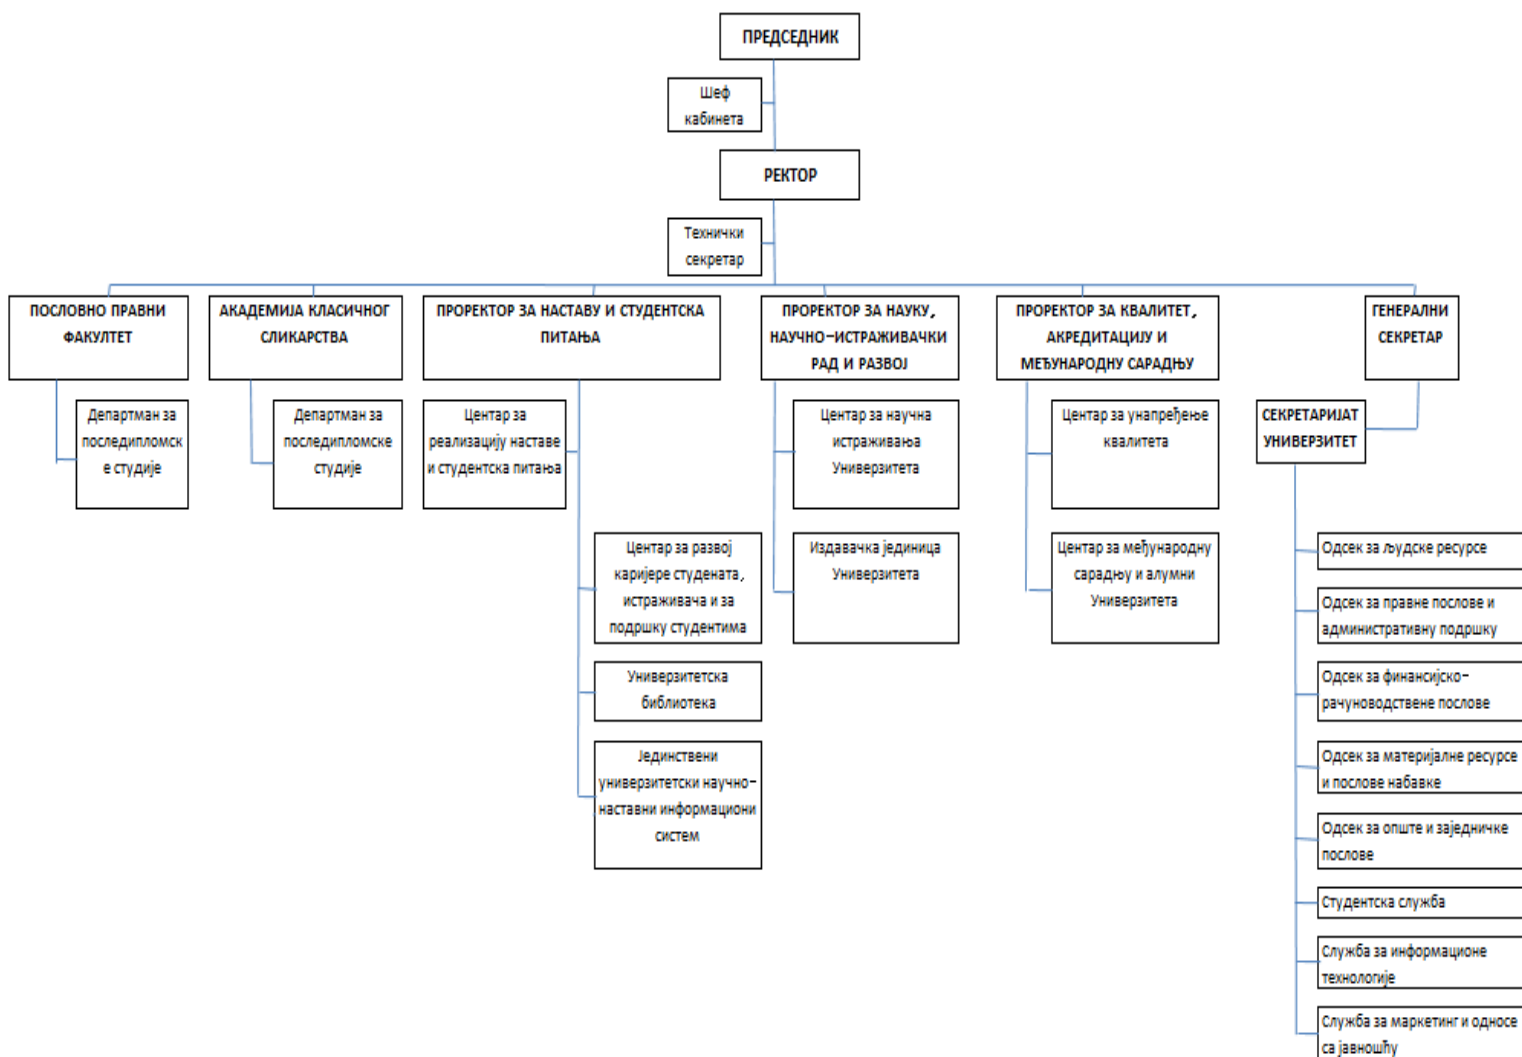 ПРЕДСЕДНИК
Шеф
кабинета
РЕКТОР
Технички
секретар
ПОСЛОВНО ПРАВНИ
ФАКУЛТЕТ
АКАДЕМИЈА КЛАСИЧНОГ
СЛИКАРСТВА
ПРОРЕКТОР ЗА НАСТАВУ И СТУДЕНТСКА
ПИТАЊА
ПРОРЕКТОР ЗА НАУКУ,
НАУЧНО-ИСТРАЖИВАЧКИ
РАД И РАЗВОЈ
ПРОРЕКТОР ЗА КВАЛИТЕТ,
АКРЕДИТАЦИЈУ И
МЕЂУНАРОДНУ САРАДЊУ
ГЕНЕРАЛНИ
СЕКРЕТАР
Департман за
последипломск
е студије
Департман за
последипломске
студије
Центар за
реализацију наставе
и студентска питања
Центар за научна
истраживања
Универзитета
Центар за унапређење
квалитета
СЕКРЕТАРИЈАТ
УНИВЕРЗИТЕТ
Центар за развој
каријере студената,
истраживача и за
подршку студентима
Издавачка јединица
Универзитета
Центар за међународну
сарадњу и алумни
Универзитета
Универзитетска
библиотека
Јединствени
универзитетски научно-
наставни информациони
систем
Одсек за људске ресурсе
Одсек за правне послове и
административну подршку
Одсек за финансијско-
рачуноводствене послове
Одсек за материјалне ресурсе
и послове набавке
Одсек за опште и заједничке
послове
Студентска служба
Служба за информационе
технологије
Служба за маркетинг и односе
са јавношћу